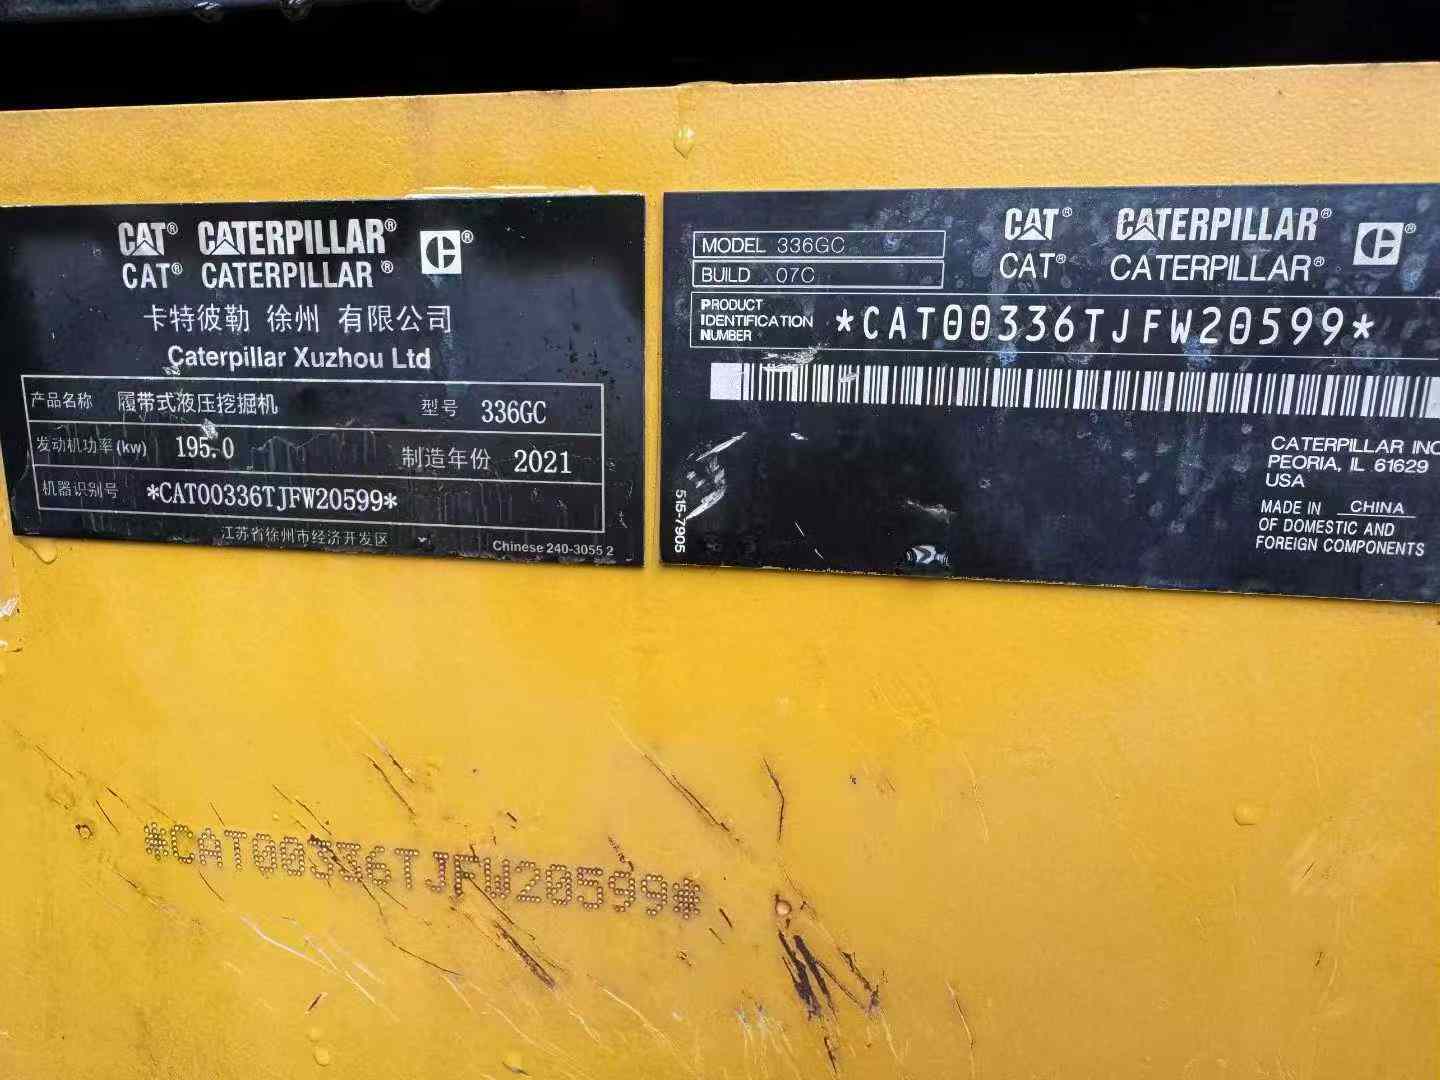 CAT® CATERPILLAR® C®
CAT® CATERPILLAR®
卡特彼勒 徐州 有限公司
Caterpillar Xuzhou Ltd
产品名称 履带式液压挖掘机 型号 336GC
发动机功率(kw) 195.0 制造年份 2021
机器识别号 *CAT00336TJFW20599*
江苏省徐州市经济开发区
Chinese 240-3055 2
MODEL 336GC
BUILD 07C
CAT® CATERPILLAR® C®
CAT® CATERPILLAR®
PRODUCT
IDENTIFICATION
NUMBER
*CAT00336TJFW20599*
515-7905
CATERPILLAR INC
PEORIA, IL 61629
USA
MADE IN CHINA
OF DOMESTIC AND
FOREIGN COMPONENTS
*CAT00336TJFW20599*